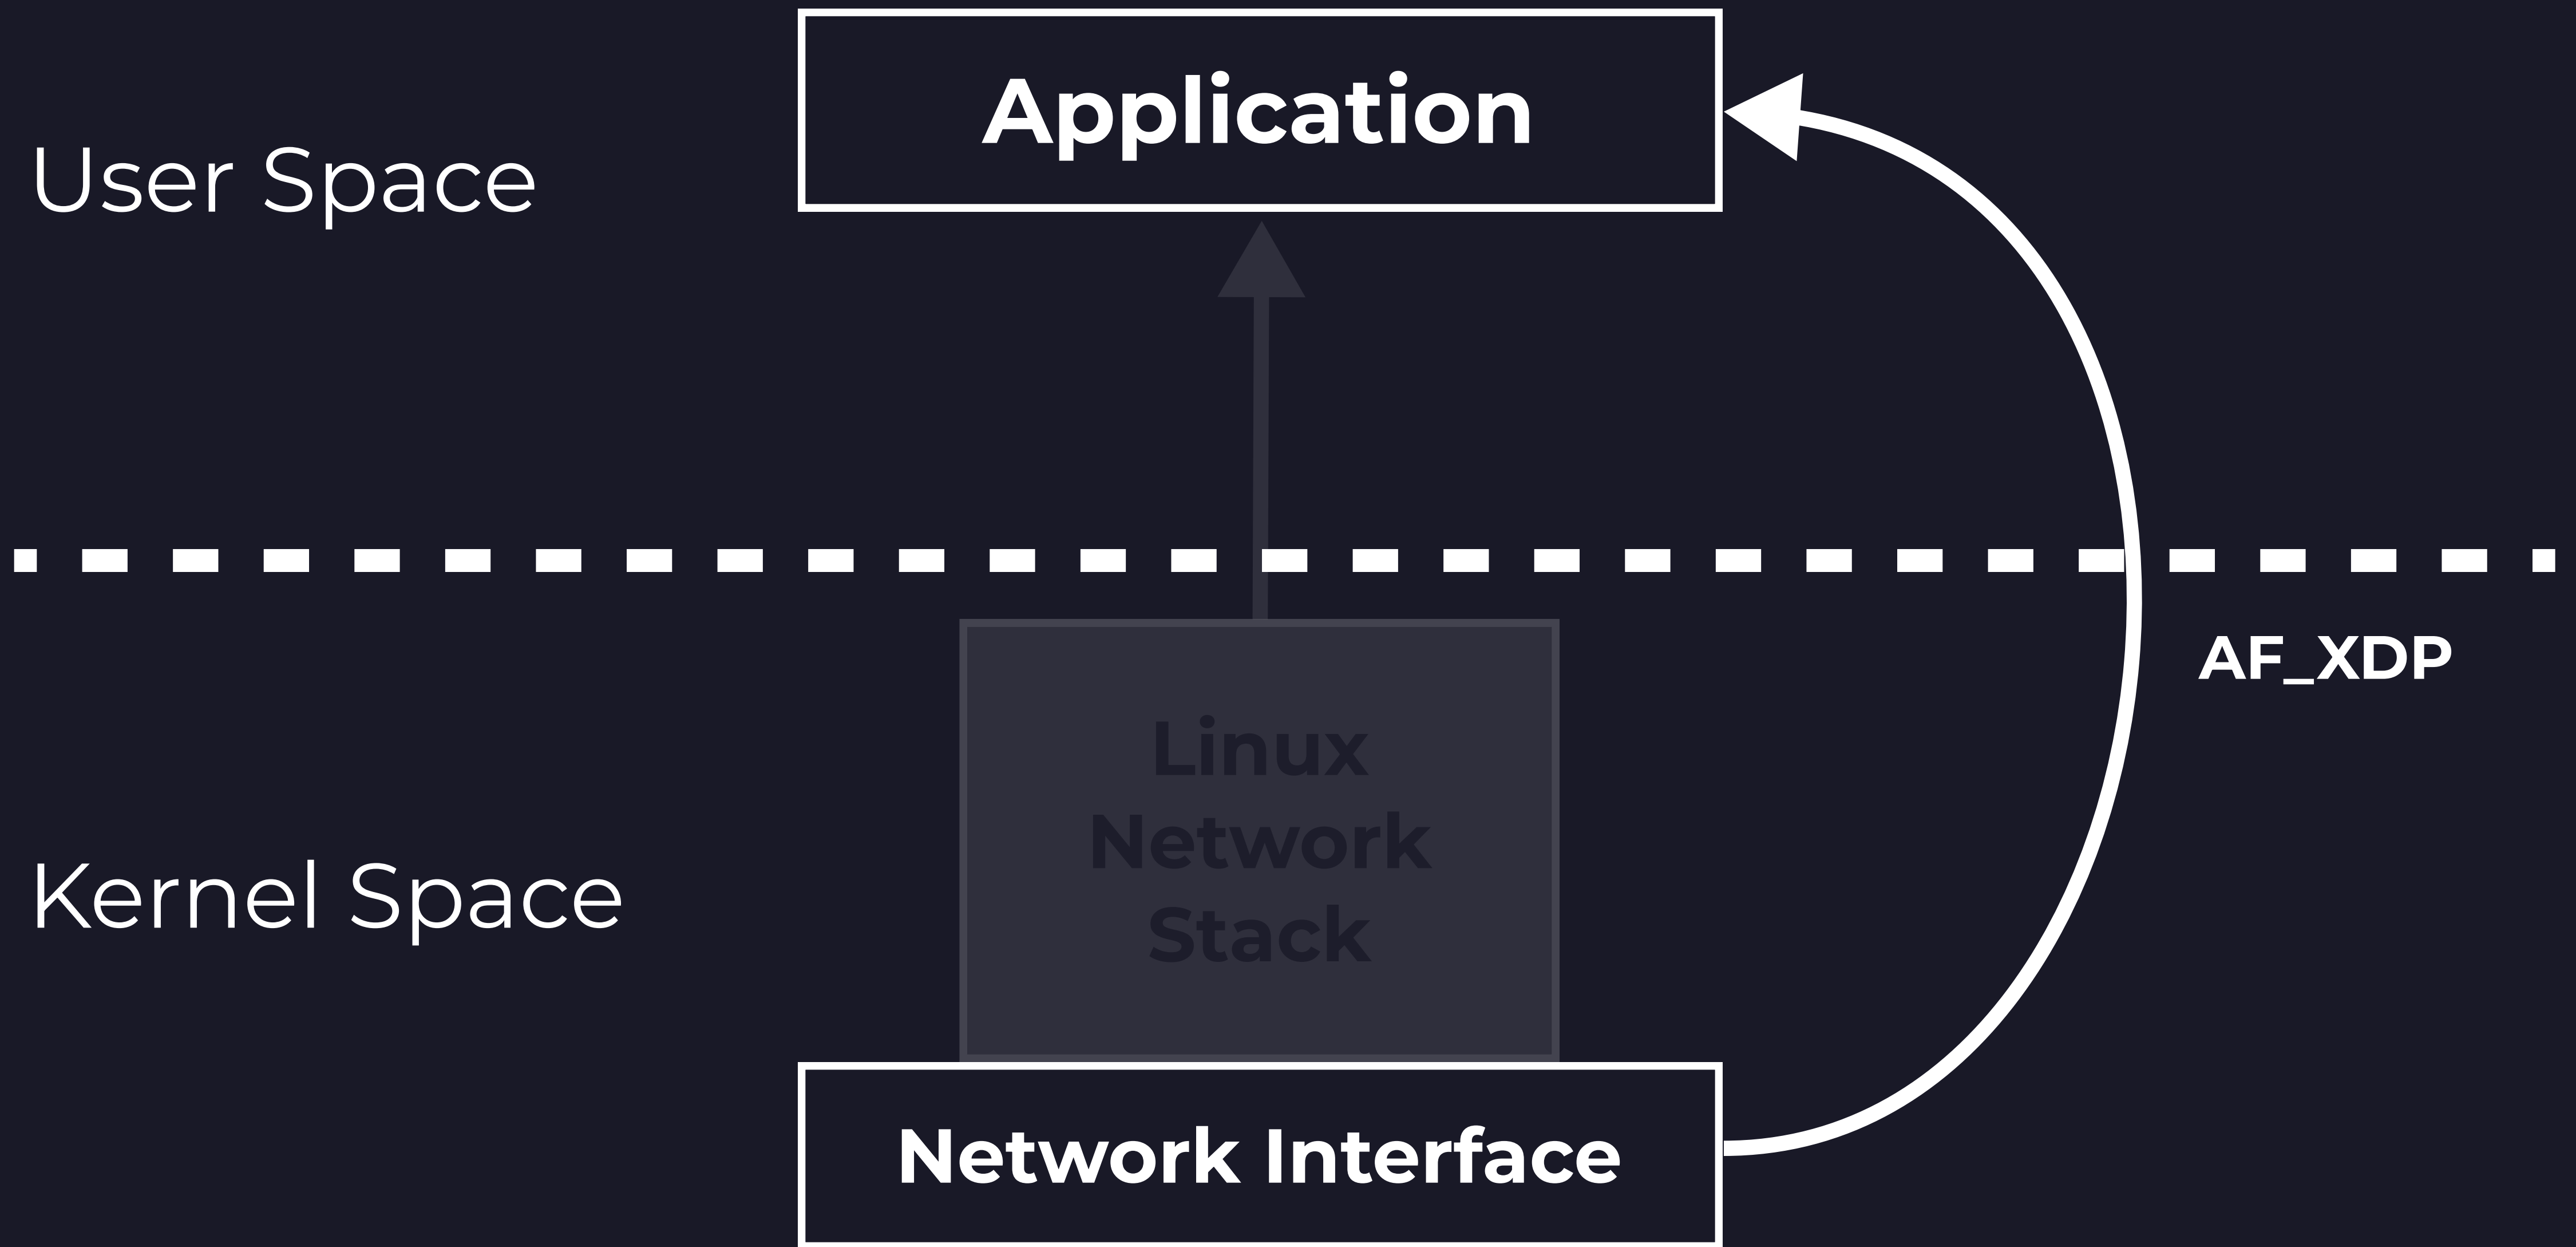 Application
User Space
AF_XDP
Linux
Network
Stack
Kernel Space
Network Interface